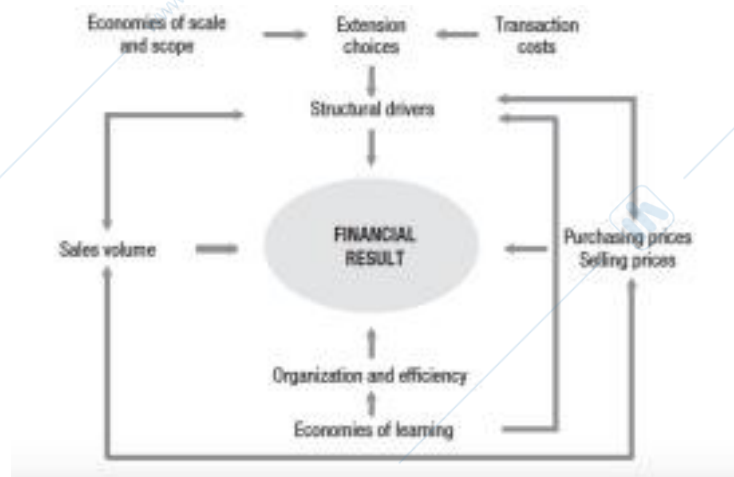 Economies of scale
and scope
Extension
choices
Transaction
costs
Structural drivers
Sales volume
FINANCIAL
RESULT
Purchasing prices
Selling prices
Organization and efficiency
Economies of learning